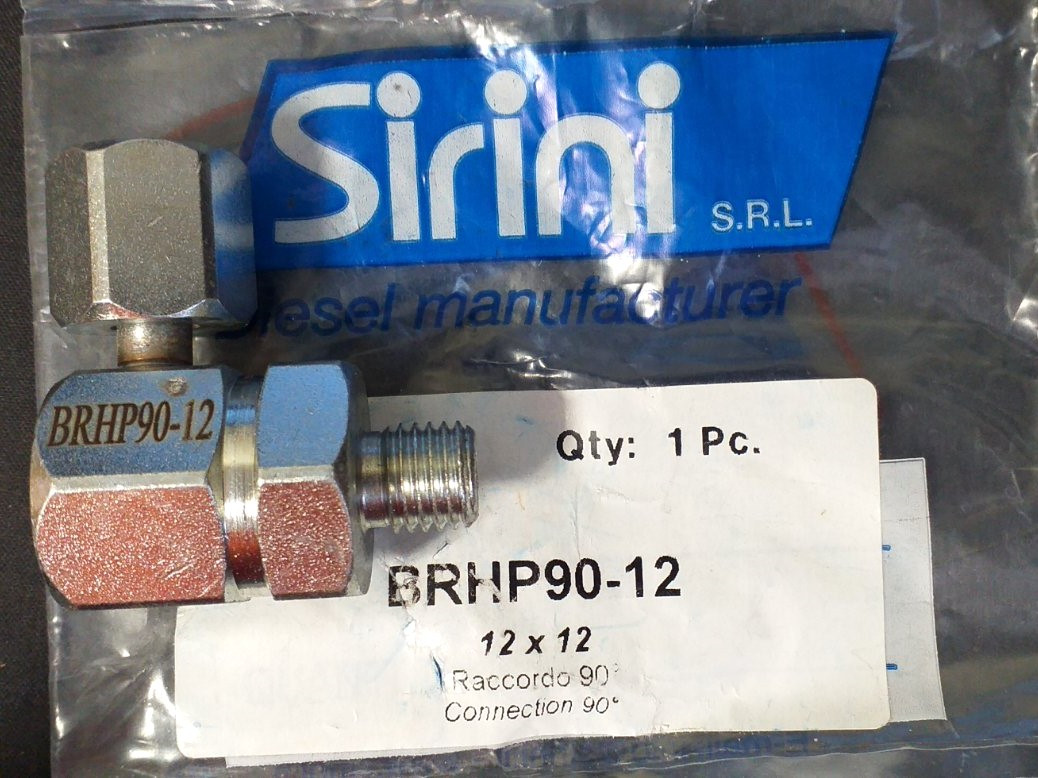 Sirini
S.R.L.
diesel manufacturer
BRHP90-12
Qty: 1 Pc.
BRHP90-12
12 x 12
Raccordo 90°
Connection 90°